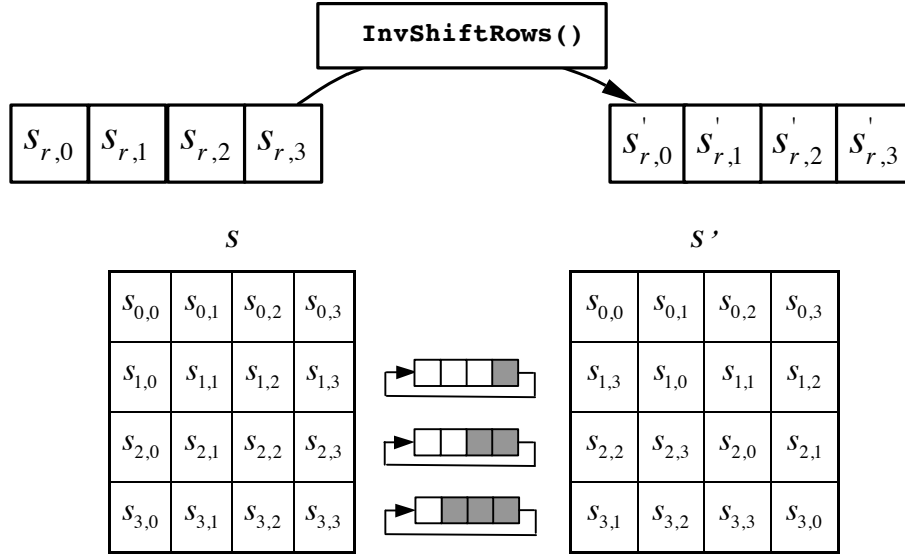 InvShiftRows()
s_{r,0} s_{r,1} s_{r,2} s_{r,3} s'_{r,0} s'_{r,1} s'_{r,2} s'_{r,3}
S S’
s_{0,0} s_{0,1} s_{0,2} s_{0,3} s_{0,0} s_{0,1} s_{0,2} s_{0,3}
s_{1,0} s_{1,1} s_{1,2} s_{1,3} s_{1,3} s_{1,0} s_{1,1} s_{1,2}
s_{2,0} s_{2,1} s_{2,2} s_{2,3} s_{2,2} s_{2,3} s_{2,0} s_{2,1}
s_{3,0} s_{3,1} s_{3,2} s_{3,3} s_{3,1} s_{3,2} s_{3,3} s_{3,0}